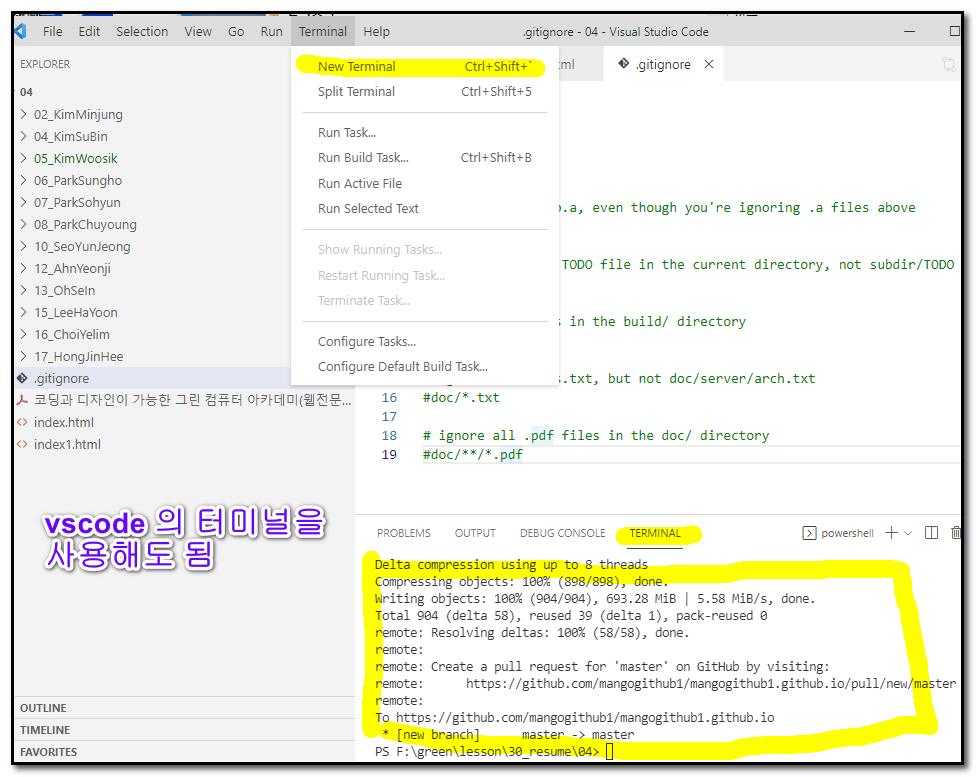 File Edit Selection View Go Run Terminal Help .gitignore - 04 - Visual Studio Code
EXPLORER
04
02_KimMinjung
04_KimSuBin
05_KimWoosik
06_ParkSungho
07_ParkSohyun
08_ParkChuyoung
10_SeoYunJeong
12_AhnYeonji
13_OhSeIn
15_LeeHaYoon
16_ChoiYelim
17_HongJinHee
.gitignore
코딩과 디자인이 가능한 그린 컴퓨터 아카데미(웹전문...
index.html
index1.html
vscode 의 터미널을
사용해도 됨
OUTLINE
TIMELINE
FAVORITES
New Terminal Ctrl+Shift+`
Split Terminal Ctrl+Shift+5
Run Task...
Run Build Task... Ctrl+Shift+B
Run Active File
Run Selected Text
Show Running Tasks...
Restart Running Task...
Terminate Task...
Configure Tasks...
Configure Default Build Task...
.gitignore
.a, even though you're ignoring .a files above
TODO file in the current directory, not subdir/TODO
in the build/ directory
s.txt, but not doc/server/arch.txt
16 #doc/*.txt
17
18 # ignore all .pdf files in the doc/ directory
19 #doc/**/*.pdf
PROBLEMS OUTPUT DEBUG CONSOLE TERMINAL powershell
Delta compression using up to 8 threads
Compressing objects: 100% (898/898), done.
Writing objects: 100% (904/904), 693.28 MiB | 5.58 MiB/s, done.
Total 904 (delta 58), reused 39 (delta 1), pack-reused 0
remote: Resolving deltas: 100% (58/58), done.
remote:
remote: Create a pull request for 'master' on GitHub by visiting:
remote: https://github.com/mangogithub1/mangogithub1.github.io/pull/new/master
remote:
To https://github.com/mangogithub1/mangogithub1.github.io
* [new branch] master -> master
PS F:\green\lesson\30_resume\04>